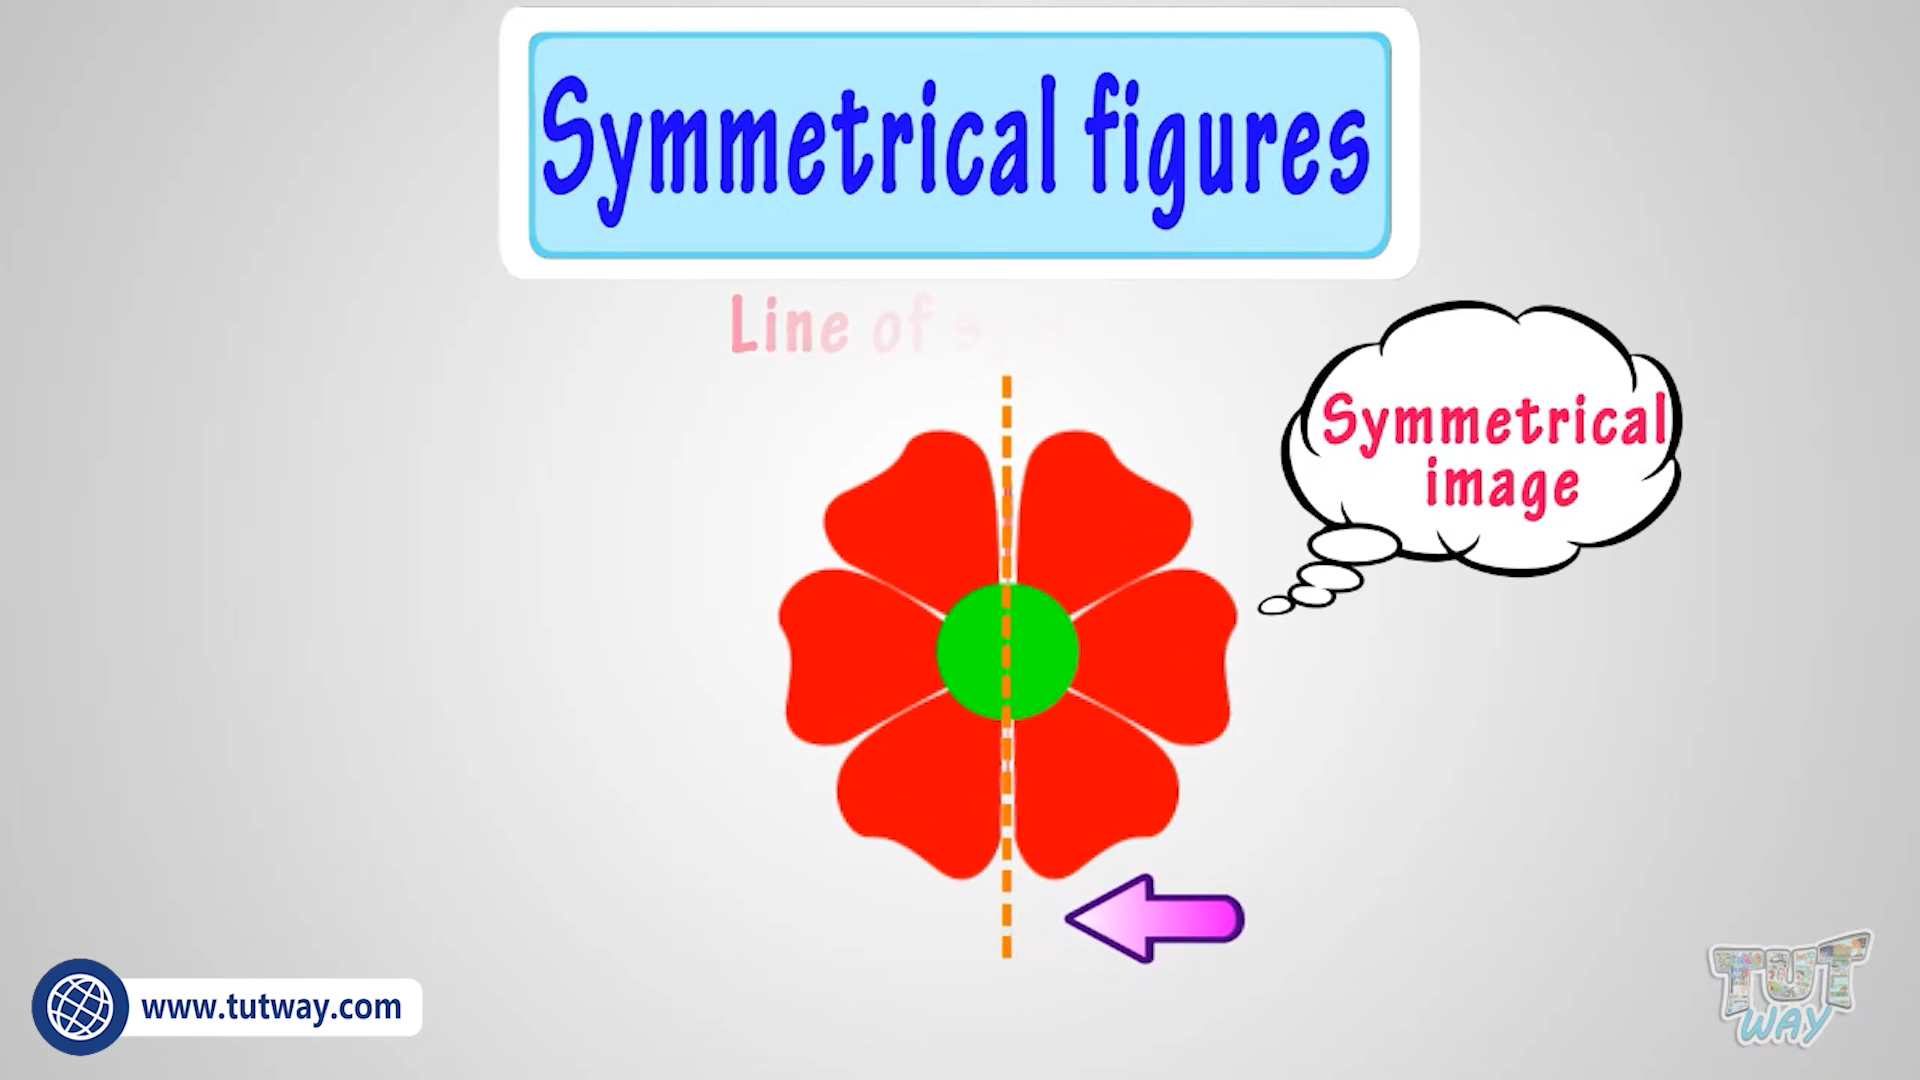 Symmetrical figures
Line of
Symmetrical
image
www.tutway.com
TUT
WAY